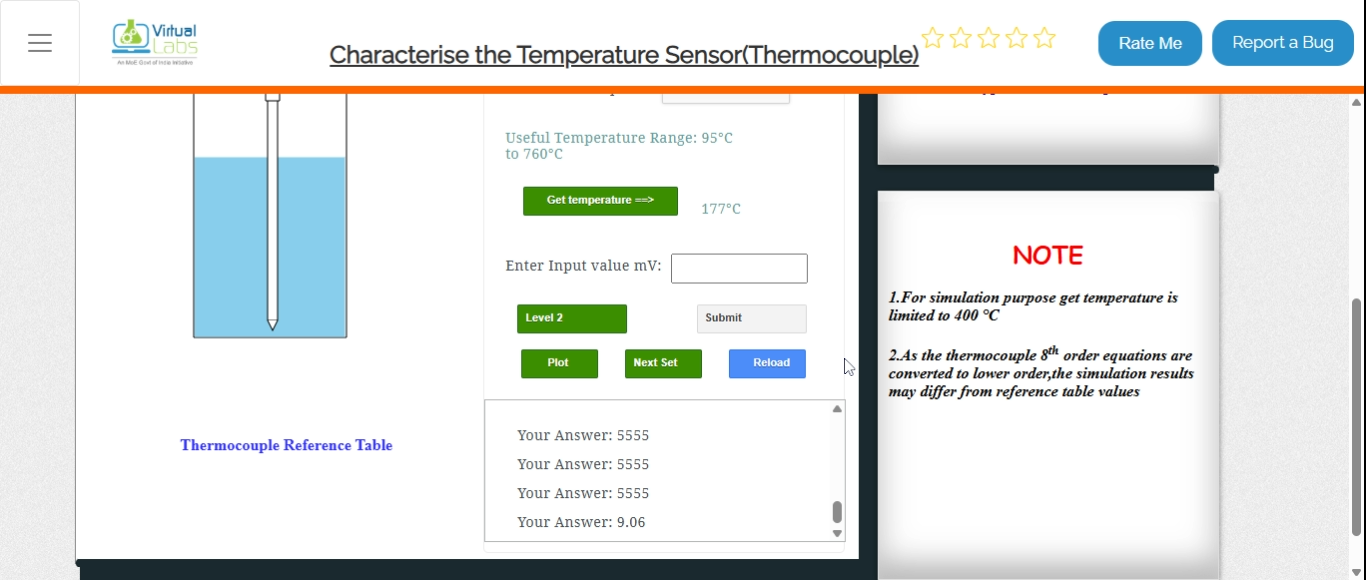 Virtual
Labs
An MoE Govt of India Initiative
Characterise the Temperature Sensor(Thermocouple)
Rate Me
Report a Bug
Useful Temperature Range: 95°C
to 760°C
Get temperature ==>
177°C
Enter Input value mV:
Level 2
Submit
Plot
Next Set
Reload
Your Answer: 5555
Your Answer: 5555
Your Answer: 5555
Your Answer: 9.06
Thermocouple Reference Table
NOTE
1.For simulation purpose get temperature is
limited to 400 °C
2.As the thermocouple 8th order equations are
converted to lower order,the simulation results
may differ from reference table values